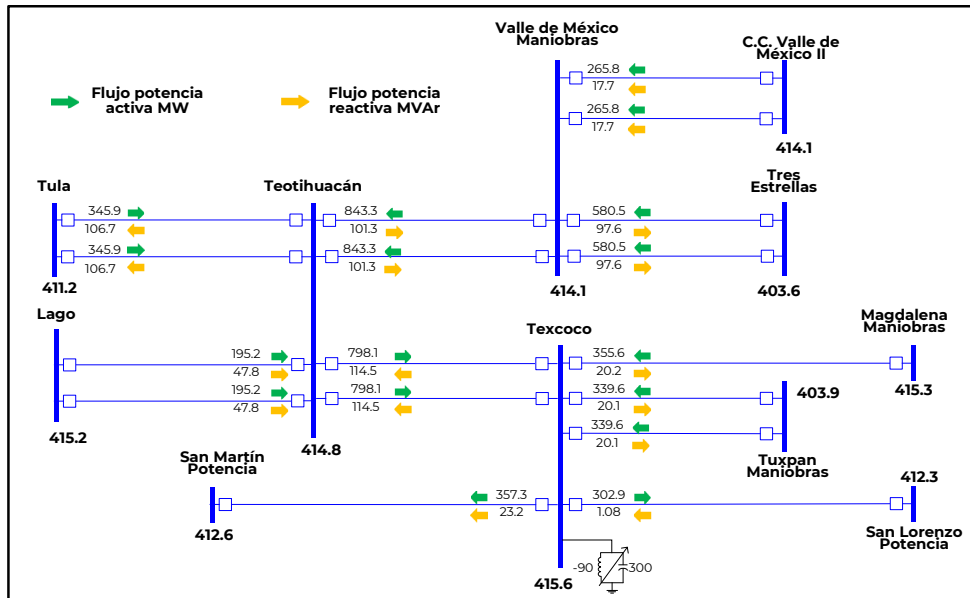 Valle de México
Maniobras
C.C. Valle de
México II
Flujo potencia
activa MW
Flujo potencia
reactiva MVAr
265.8
17.7
265.8
17.7
414.1
Tula
Teotihuacán
Tres
Estrellas
345.9
106.7
843.3
101.3
580.5
97.6
345.9
106.7
843.3
101.3
580.5
97.6
411.2
414.1
403.6
Lago
Texcoco
Magdalena
Maniobras
195.2
47.8
798.1
114.5
355.6
20.2
415.3
195.2
47.8
798.1
114.5
339.6
20.1
403.9
339.6
20.1
415.2
414.8
San Martín
Potencia
Tuxpan
Maniobras
412.3
357.3
23.2
302.9
1.08
412.6
San Lorenzo
Potencia
-90
300
415.6